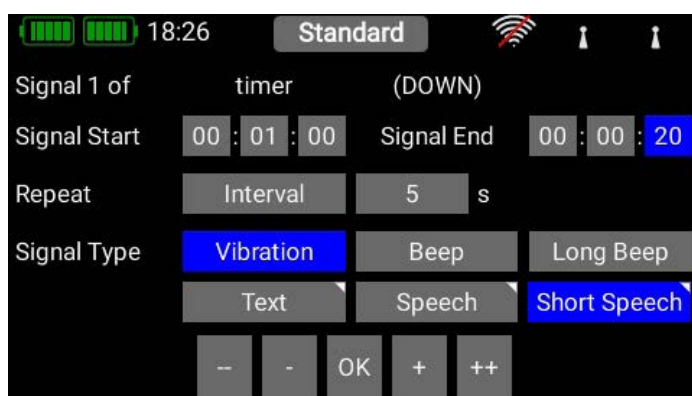 18:26 Standard
Signal 1 of timer (DOWN)
Signal Start 00 : 01 : 00 Signal End 00 : 00 : 20
Repeat Interval 5 s
Signal Type Vibration Beep Long Beep
Text Speech Short Speech
-- - OK + ++